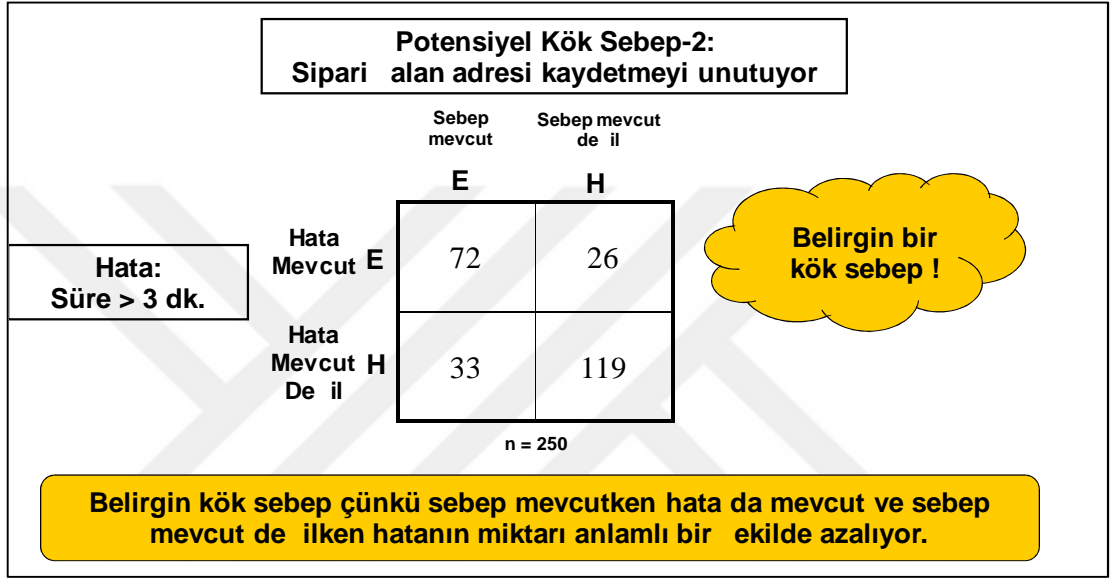 Potensiyel Kök Sebep-2:
Sipari alan adresi kaydetmeyi unutuyor
Sebep mevcut
Sebep mevcut de il
E H
Hata Mevcut E 72 26
Hata:
Süre > 3 dk.
Belirgin bir
kök sebep !
Hata Mevcut De il H 33 119
n = 250
Belirgin kök sebep çünkü sebep mevcutken hata da mevcut ve sebep
mevcut de ilken hatanın miktarı anlamlı bir ekilde azalıyor.